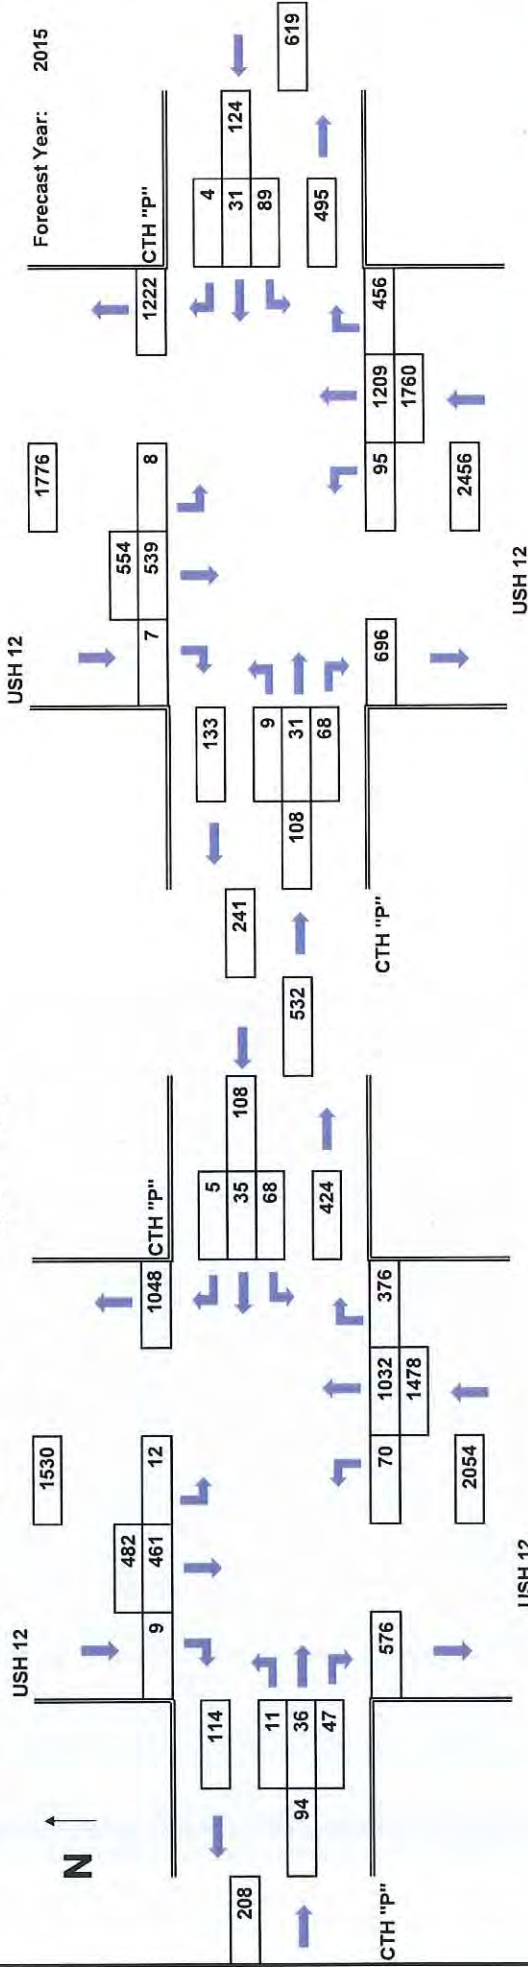 N
USH 12
1530
482
9 461 12
1048
CTH "P"
114
5
208
35 108
11
68
94 36
47
424
532
CTH "P"
576
70 1032 376
1478
2054
USH 12
Forecast Year: 2015
USH 12
1776
554
7 539 8
1222
CTH "P"
133
4
241
31 124
9
89
108 31
68
495
619
CTH "P"
696
95 1209 456
1760
2456
USH 12